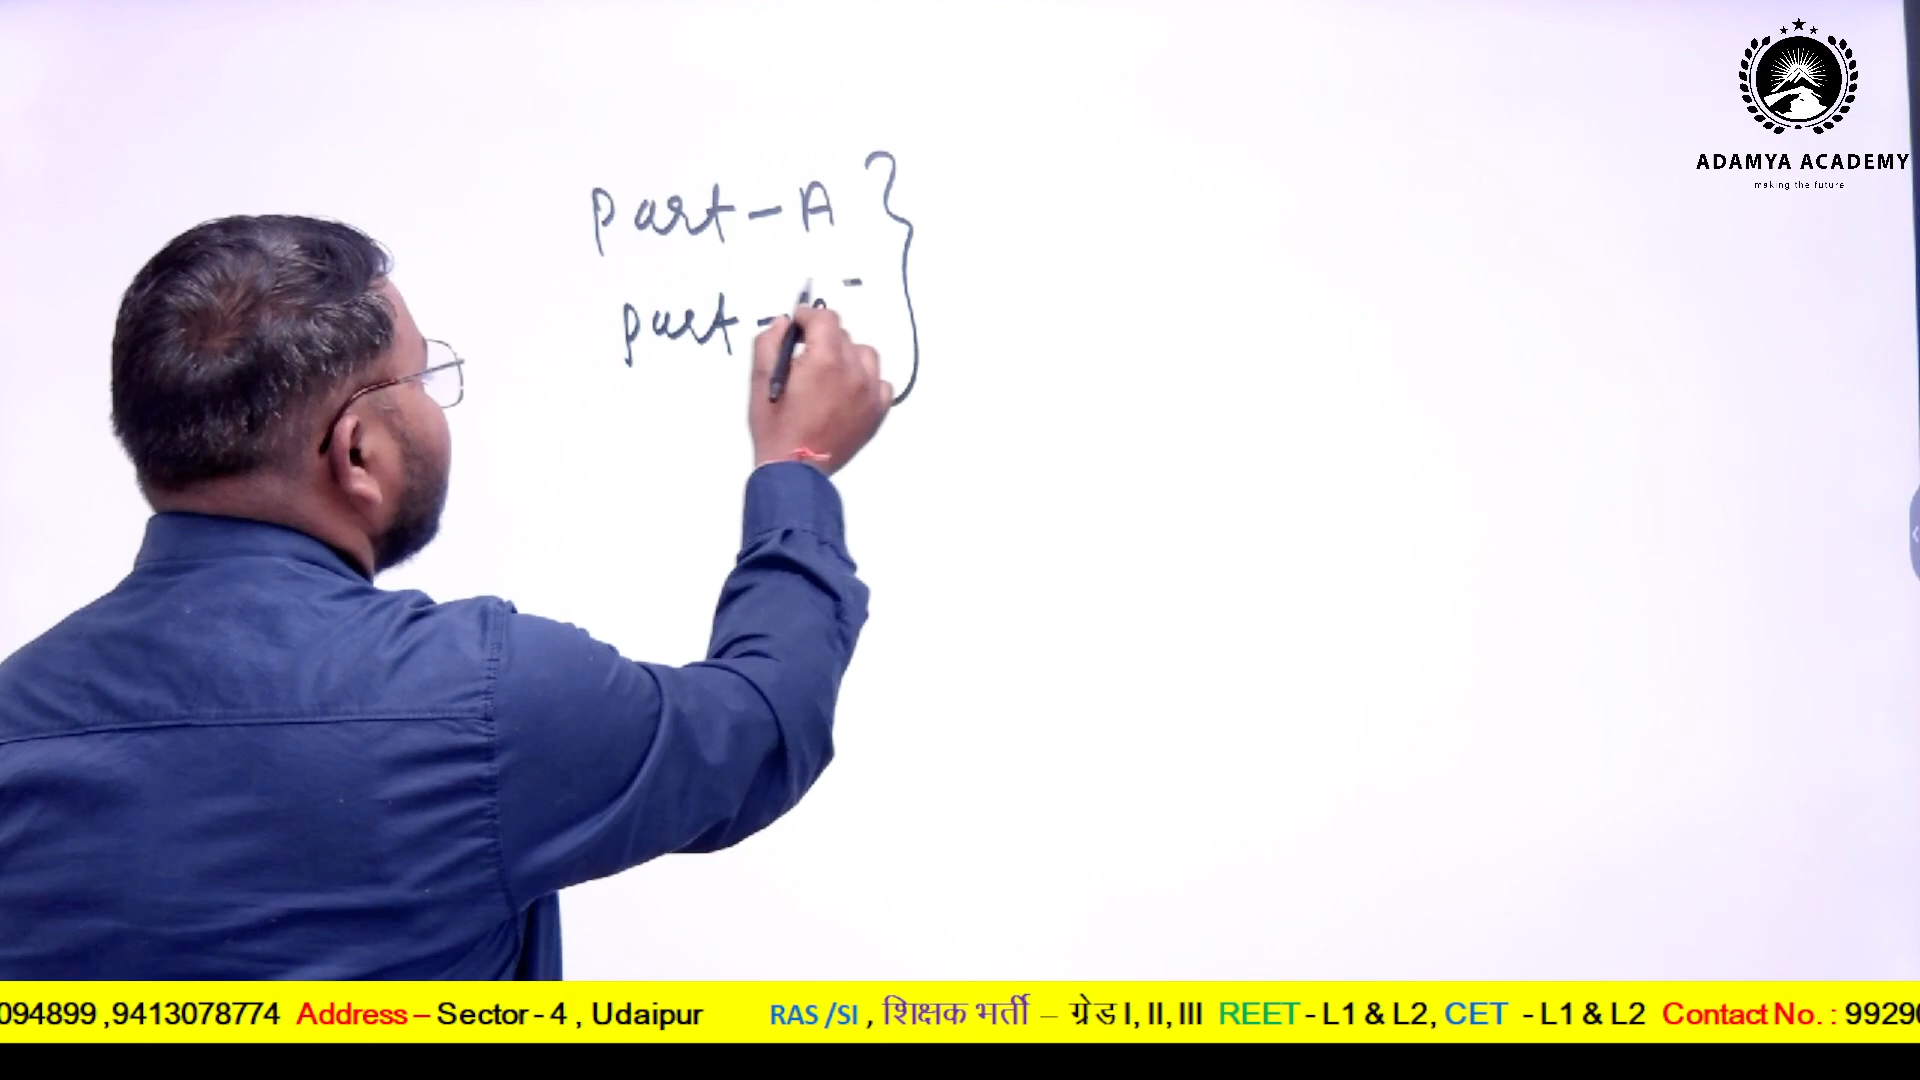 ADAMYA ACADEMY
making the future
Part-A
part-
094899 ,9413078774 Address – Sector - 4 , Udaipur RAS /SI , शिक्षक भर्ती – ग्रेड I, II, III REET - L1 & L2, CET - L1 & L2 Contact No. : 9929